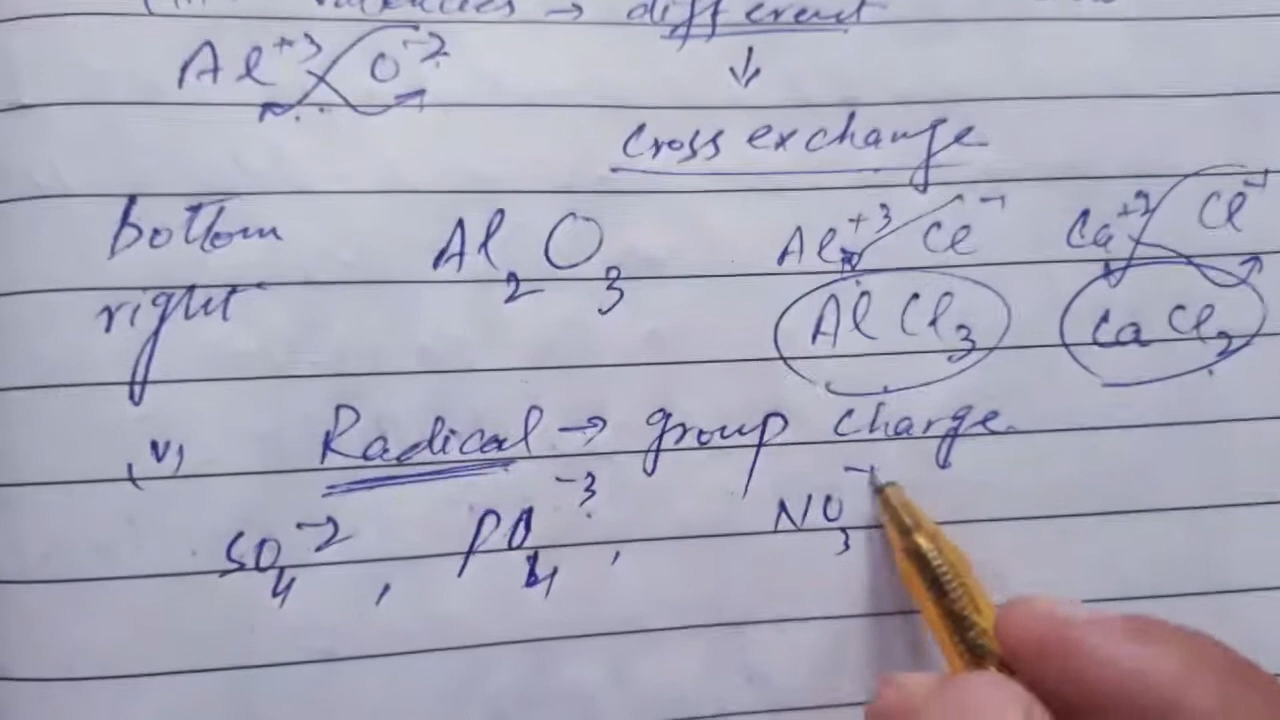 valencies → different
Al+3 O-2
↓
Cross exchange
bottom right
Al2O3
Al+3 Cl-1
Ca+2 Cl-1
AlCl3
CaCl2
(v) Radical → group charge
SO4-2, PO4-3, NO3-